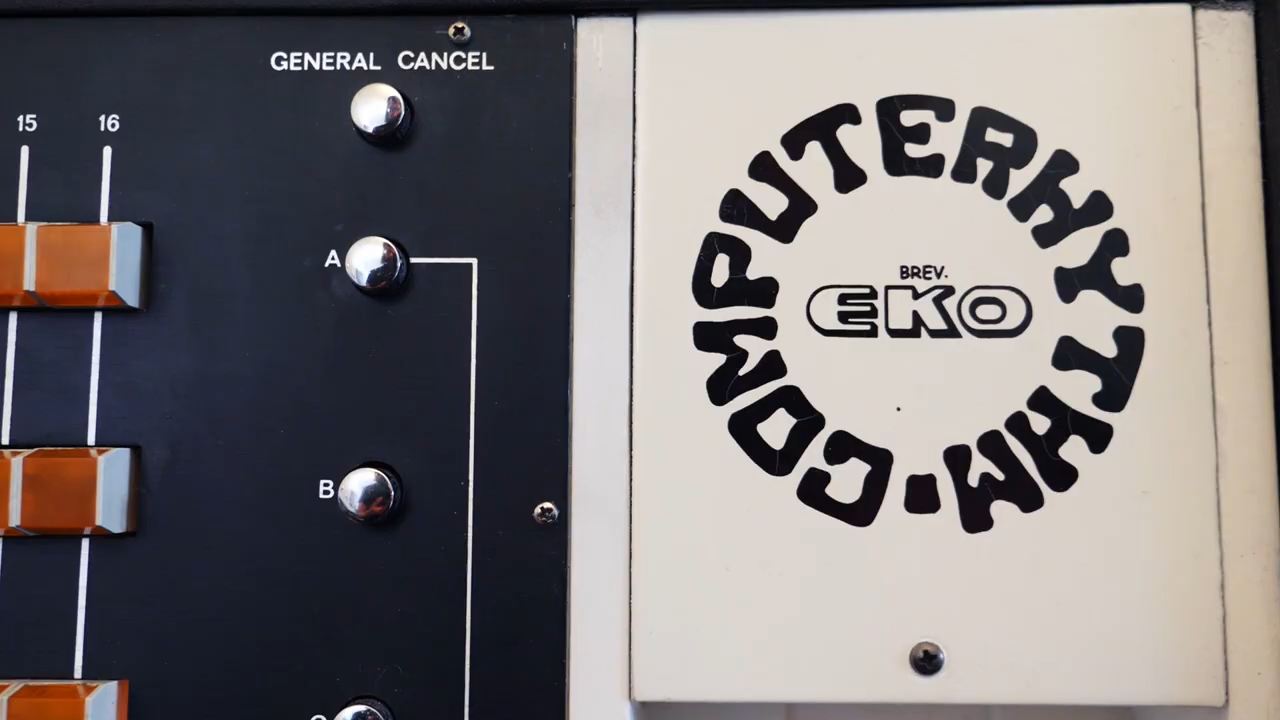 GENERAL CANCEL
15 16
A
B
COMPUTERHYTHM.
BREV.
EKO